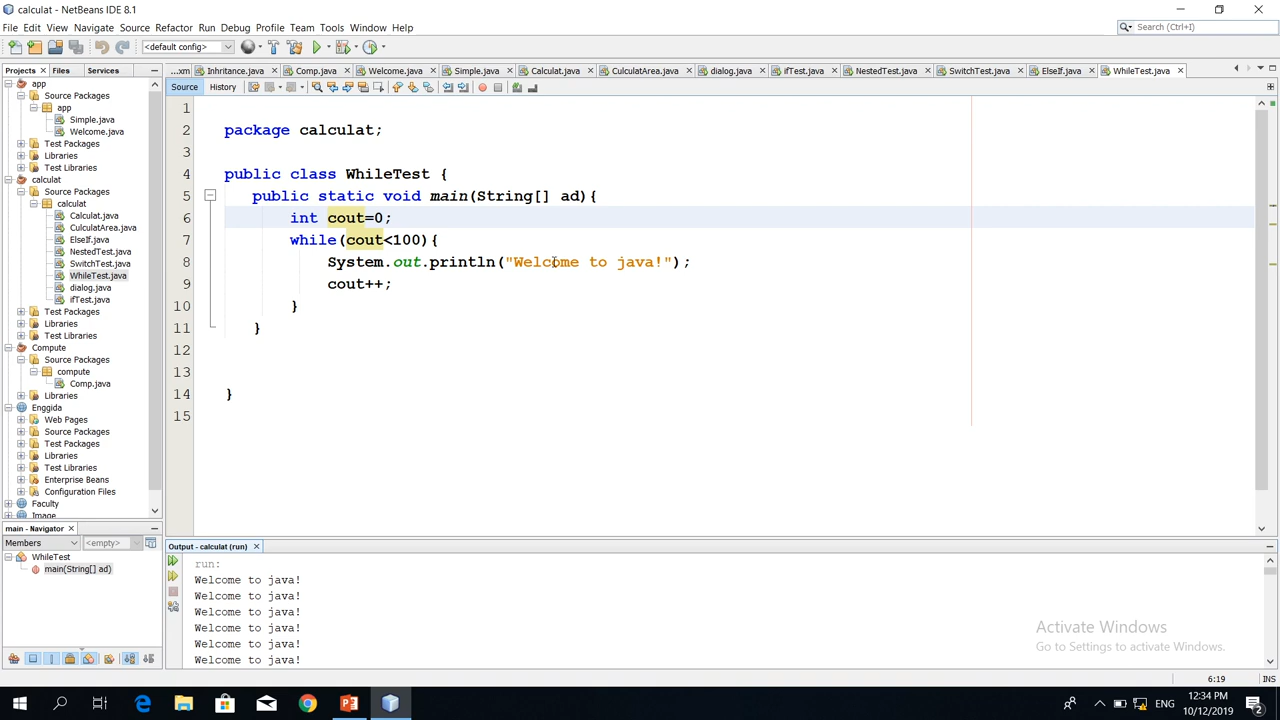 calculat - NetBeans IDE 8.1
File Edit View Navigate Source Refactor Run Debug Profile Team Tools Window Help
Search (Ctrl+I)
<default config>
Projects Files Services
...xm Inhritance.java Comp.java Welcome.java Simple.java Calculat.java CulculatArea.java dialog.java ifTest.java NestedTest.java SwitchTest.java ElseIf.java WhileTest.java
Source History
app
Source Packages
app
Simple.java
Welcome.java
Test Packages
Libraries
Test Libraries
calculat
Source Packages
calculat
Calculat.java
CulculatArea.java
ElseIf.java
NestedTest.java
SwitchTest.java
WhileTest.java
dialog.java
ifTest.java
Test Packages
Libraries
Test Libraries
Compute
Source Packages
compute
Comp.java
Libraries
Enggida
Web Pages
Source Packages
Test Packages
Libraries
Test Libraries
Enterprise Beans
Configuration Files
Faculty
Image
1
2 package calculat;
3
4 public class WhileTest {
5 public static void main(String[] ad){
6 int cout=0;
7 while(cout<100){
8 System.out.println("Welcome to java!");
9 cout++;
10 }
11 }
12
13
14 }
15
main - Navigator
Members <empty>
WhileTest
main(String[] ad)
Output - calculat (run)
run:
Welcome to java!
Welcome to java!
Welcome to java!
Welcome to java!
Welcome to java!
Welcome to java!
Activate Windows
Go to Settings to activate Windows.
6:19 INS
ENG
12:34 PM
10/12/2019
2